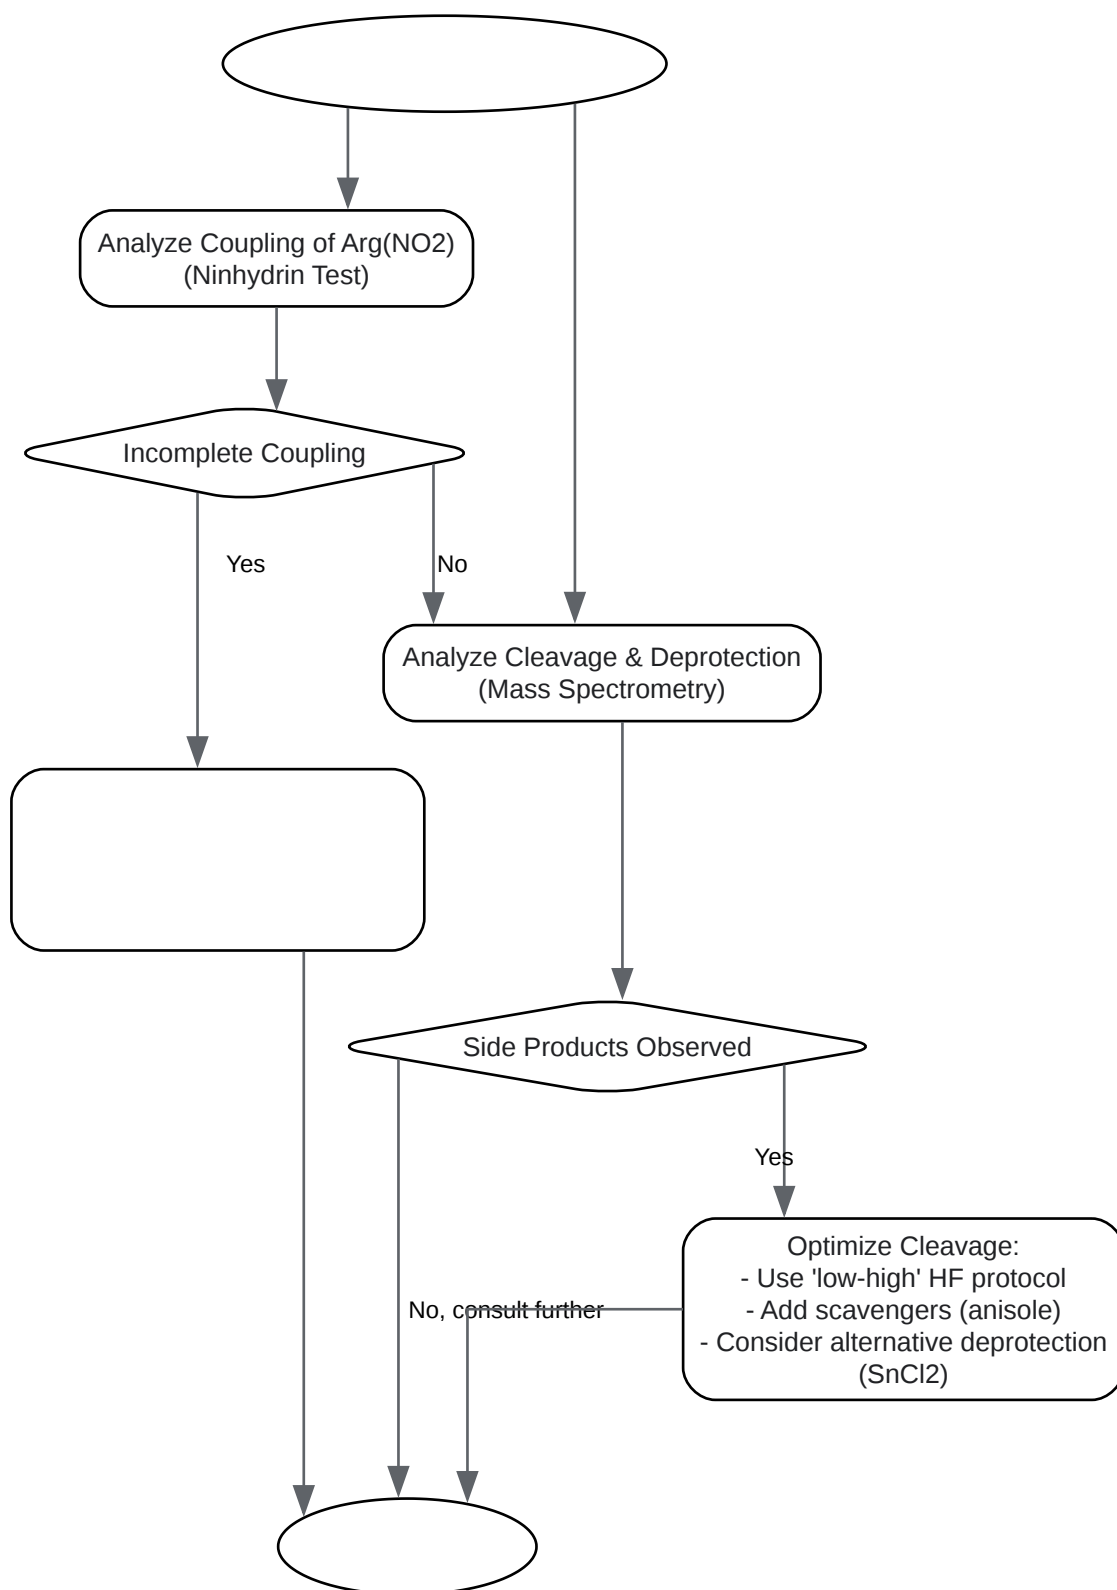 Analyze Coupling of Arg(NO2)
(Ninhydrin Test)
Incomplete Coupling
Yes
No
Analyze Cleavage & Deprotection
(Mass Spectrometry)
Side Products Observed
Yes
Optimize Cleavage:
- Use 'low-high' HF protocol
- Add scavengers (anisole)
- Consider alternative deprotection
(SnCl2)
No, consult further